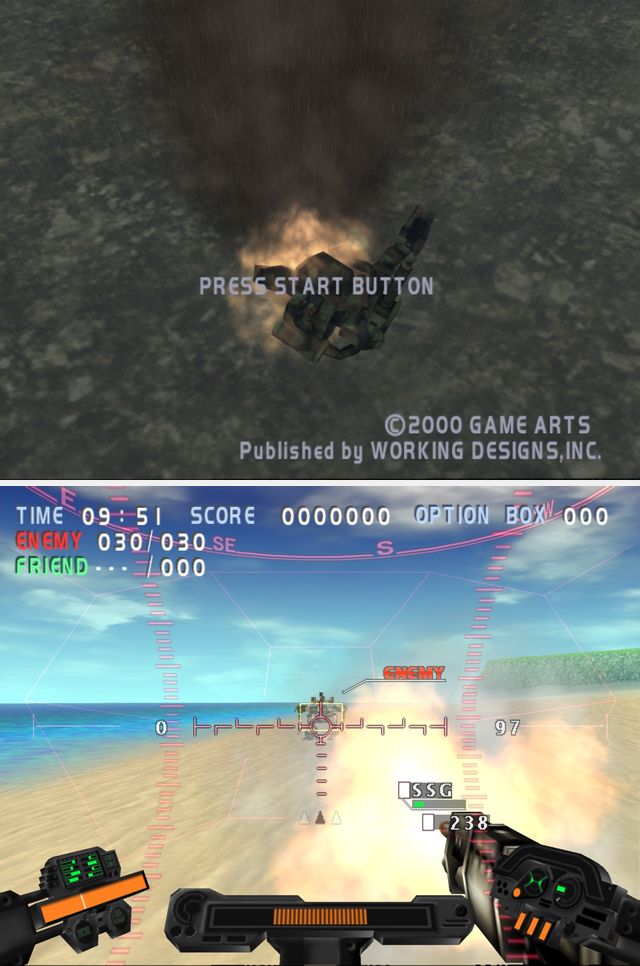 PRESS START BUTTON
©2000 GAME ARTS
Published by WORKING DESIGNS,INC.
TIME 09:51 SCORE 0000000 OPTION BOX 000
E W
ENEMY 030/030 SE S
FRIEND --- /000
ENEMY
0 97
SSG
238